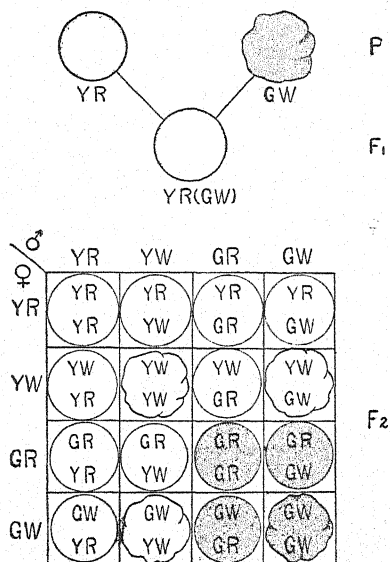 P
YR GW
F1
YR(GW)
♂
♀
YR YW GR GW
YR
YR YR YR YR
YR YW GR GW
YW
YW YW YW YW
YR YW GR GW
F2
GR
GR GR GR GR
YR YW GR GW
GW
GW GW GW GW
YR YW GR GW